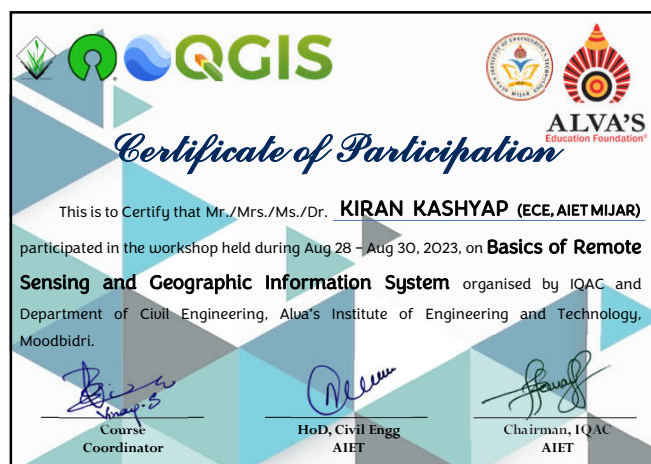 QGIS
ALVA'S
Education Foundation®
Certificate of Participation
This is to Certify that Mr./Mrs./Ms./Dr. KIRAN KASHYAP (ECE, AIET MIJAR)
participated in the workshop held during Aug 28 – Aug 30, 2023, on Basics of Remote
Sensing and Geographic Information System organised by IQAC and
Department of Civil Engineering, Alva's Institute of Engineering and Technology,
Moodbidri.
Vinay.S
Course HoD, Civil Engg Chairman, IQAC
Coordinator AIET AIET